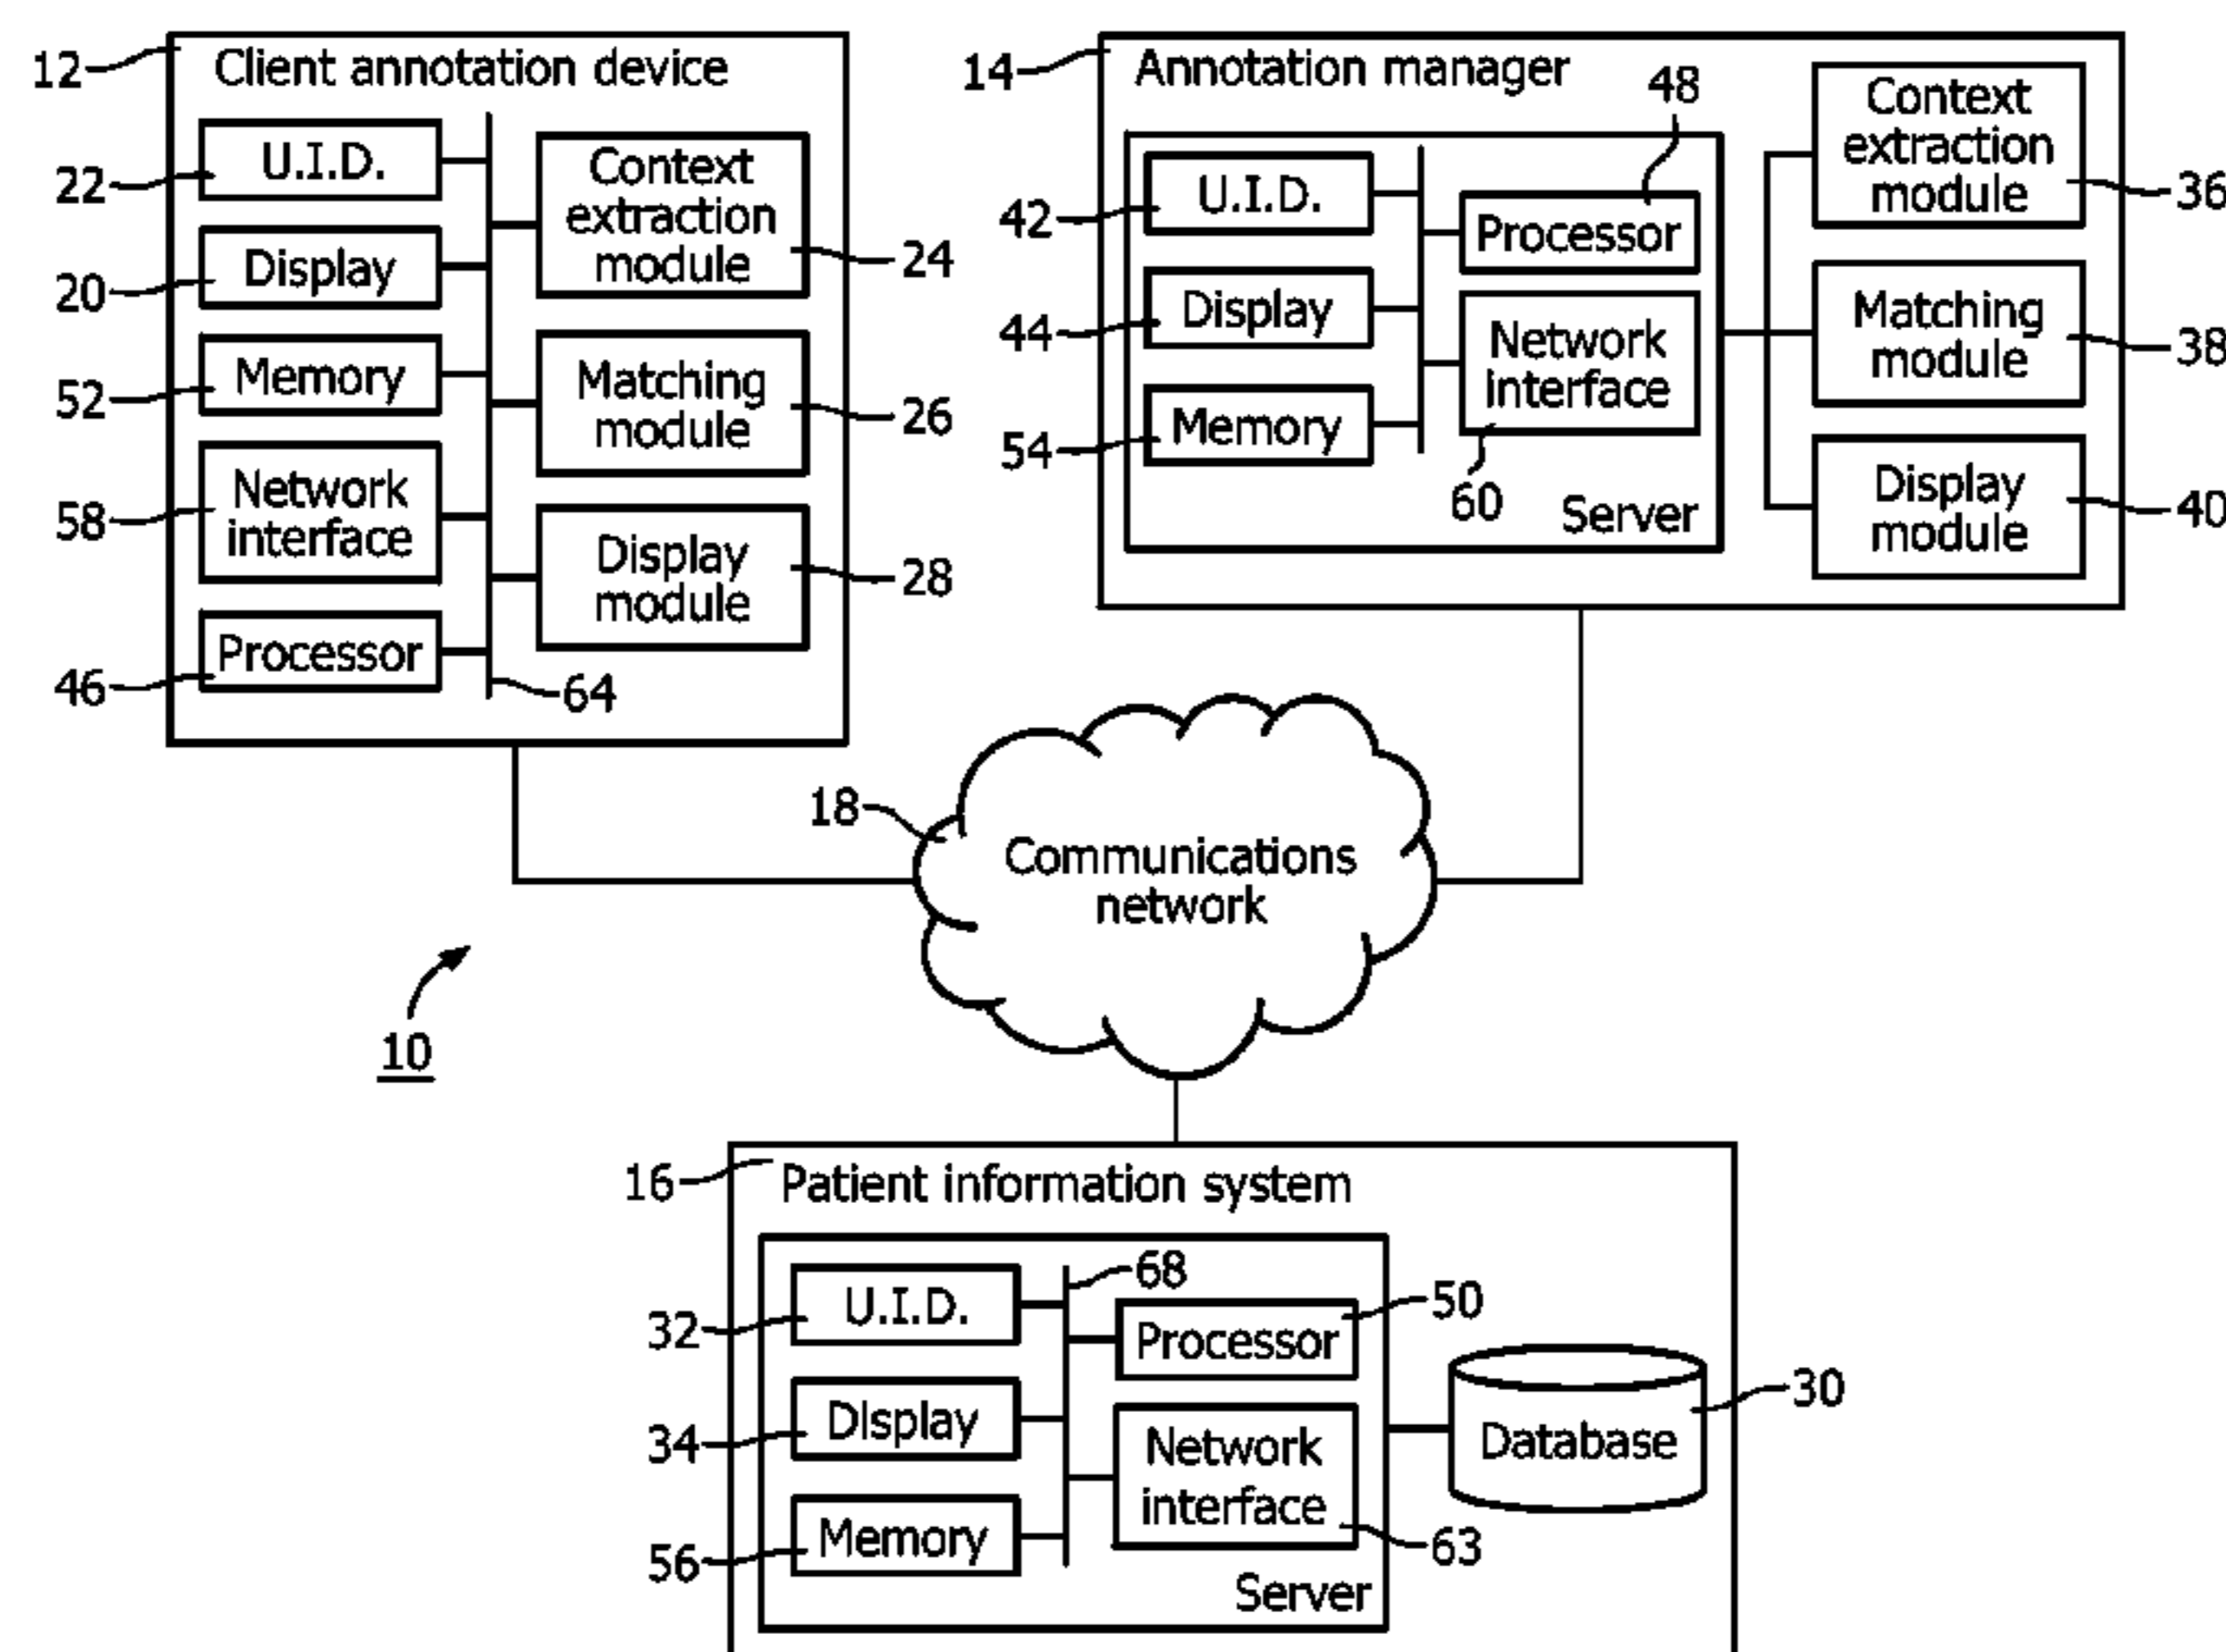 12
Client annotation device
U.I.D.
22
Display
20
Memory
52
Network
interface
58
Processor
46
Context
extraction
module
24
Matching
module
26
Display
module
28
64
14
Annotation manager
48
U.I.D.
42
Display
44
Memory
54
Processor
Network
interface
60
Server
Context
extraction
module
36
Matching
module
38
Display
module
40
18
Communications
network
10
16
Patient information system
U.I.D.
32
Display
34
Memory
56
68
Processor
50
Network
interface
63
Server
Database
30